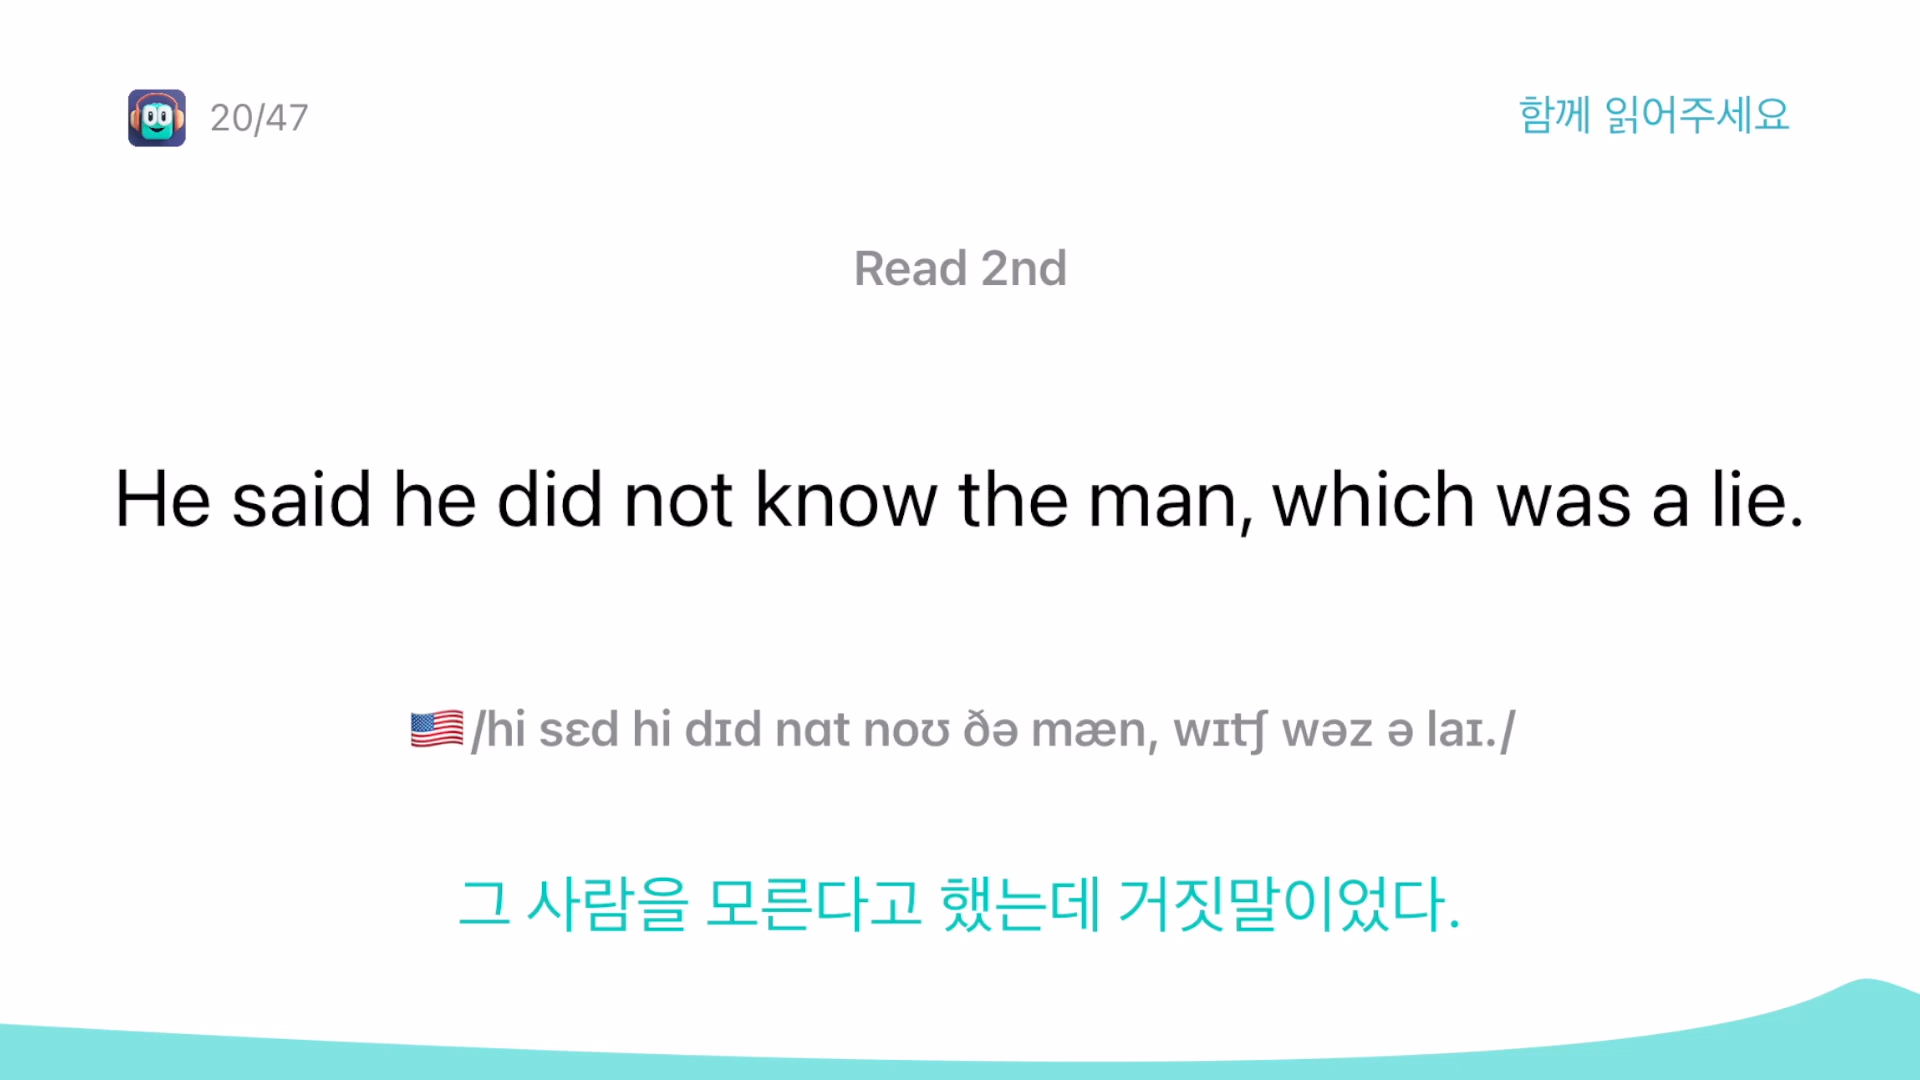 20/47
함께 읽어주세요
Read 2nd
He said he did not know the man, which was a lie.
/hi sɛd hi dɪd nɑt noʊ ðə mæn, wɪʧ wəz ə laɪ./
그 사람을 모른다고 했는데 거짓말이었다.